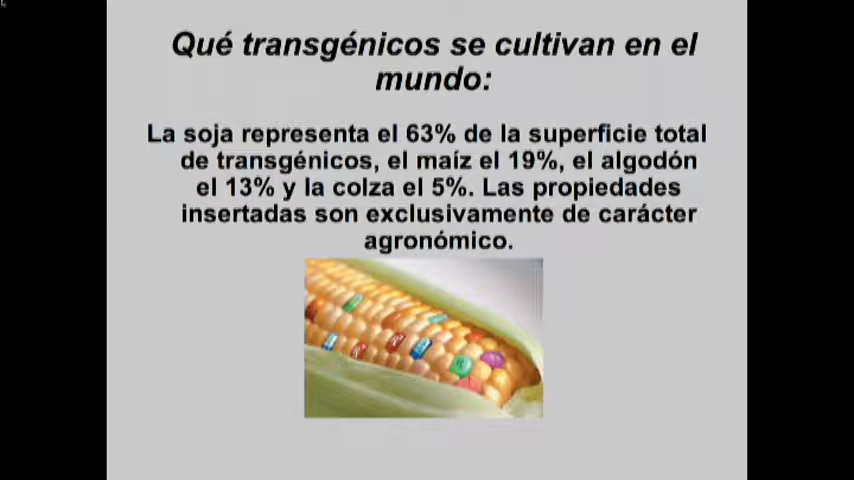 Qué transgénicos se cultivan en el
mundo:
La soja representa el 63% de la superficie total
de transgénicos, el maíz el 19%, el algodón
el 13% y la colza el 5%. Las propiedades
insertadas son exclusivamente de carácter
agronómico.